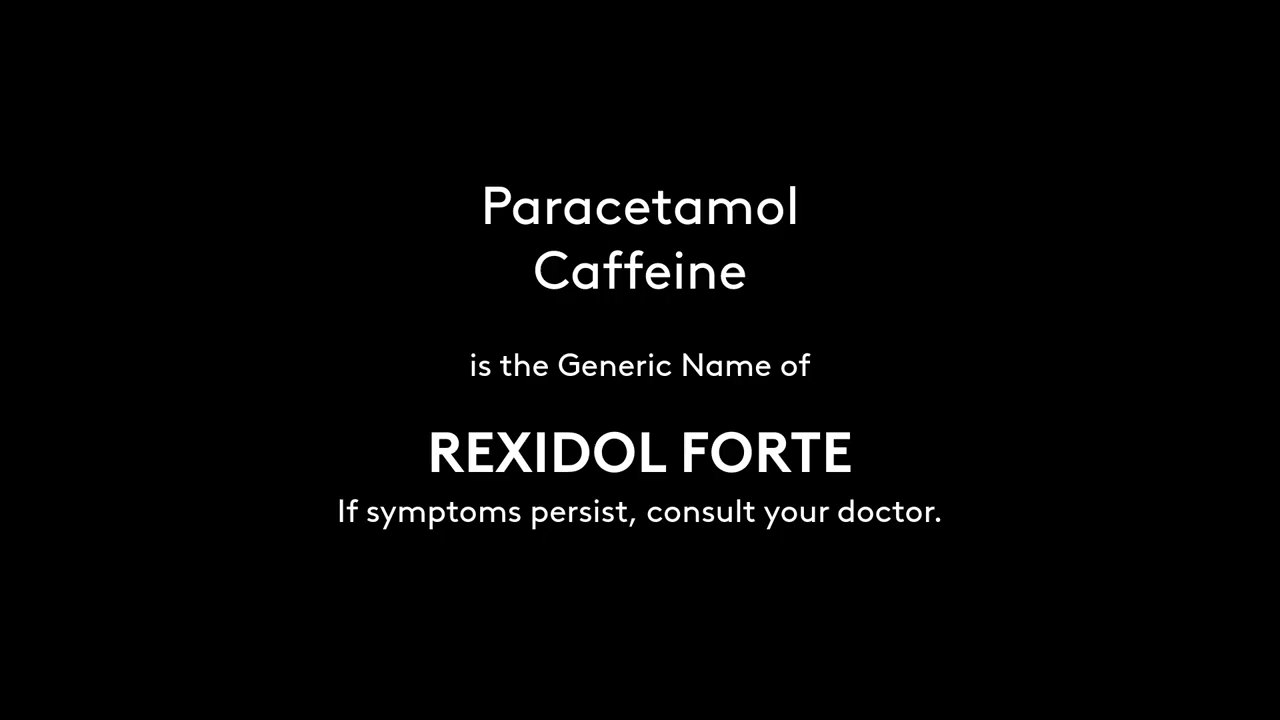 Paracetamol
Caffeine
is the Generic Name of
REXIDOL FORTE
If symptoms persist, consult your doctor.